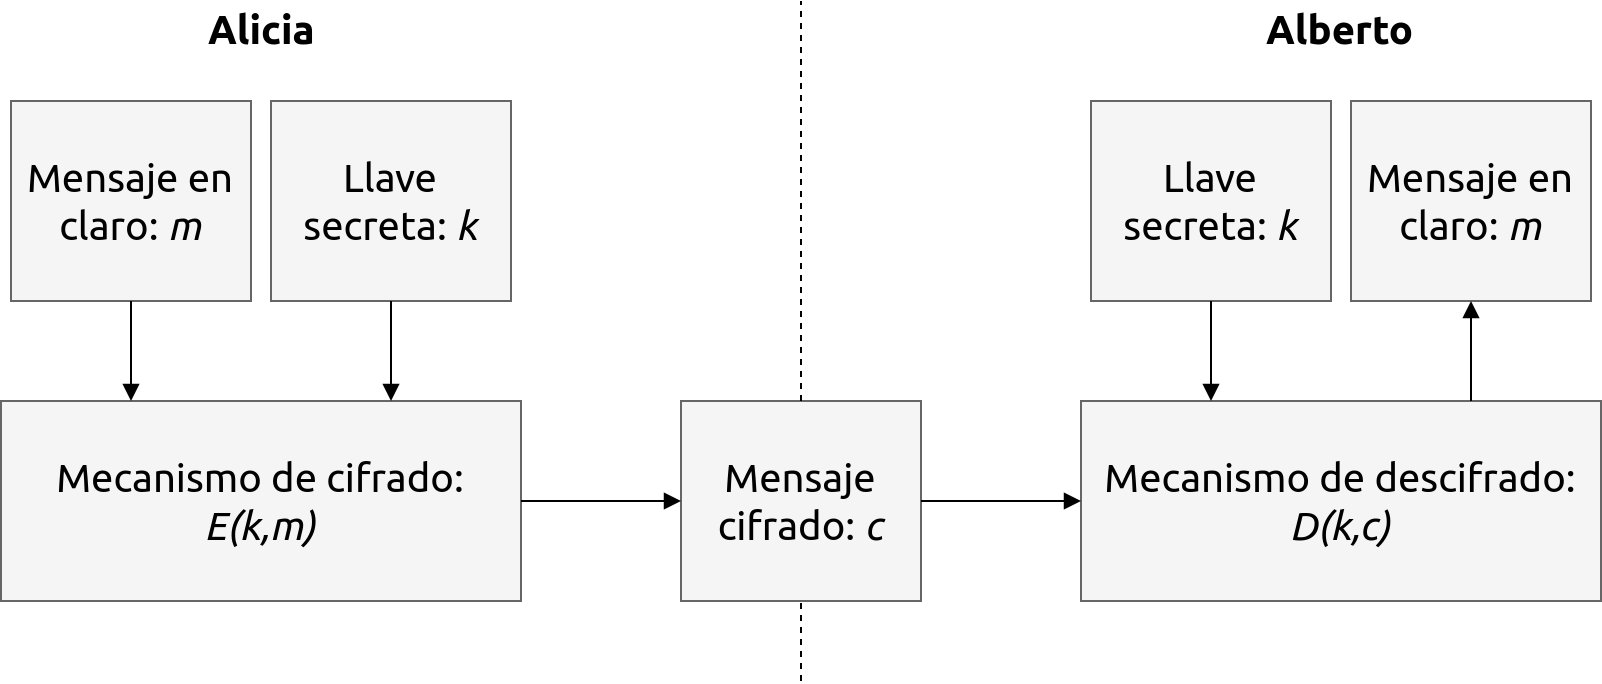 Alicia
Alberto
Mensaje en
claro: m
Llave
secreta: k
Llave
secreta: k
Mensaje en
claro: m
Mecanismo de cifrado:
E(k,m)
Mensaje
cifrado: c
Mecanismo de descifrado:
D(k,c)